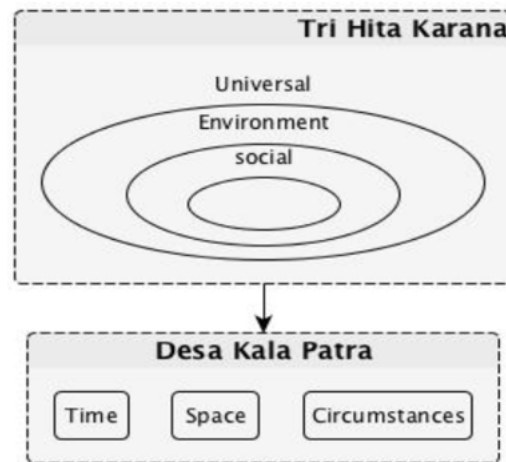 Tri Hita Karana
Universal
Environment
social
Desa Kala Patra
Time
Space
Circumstances